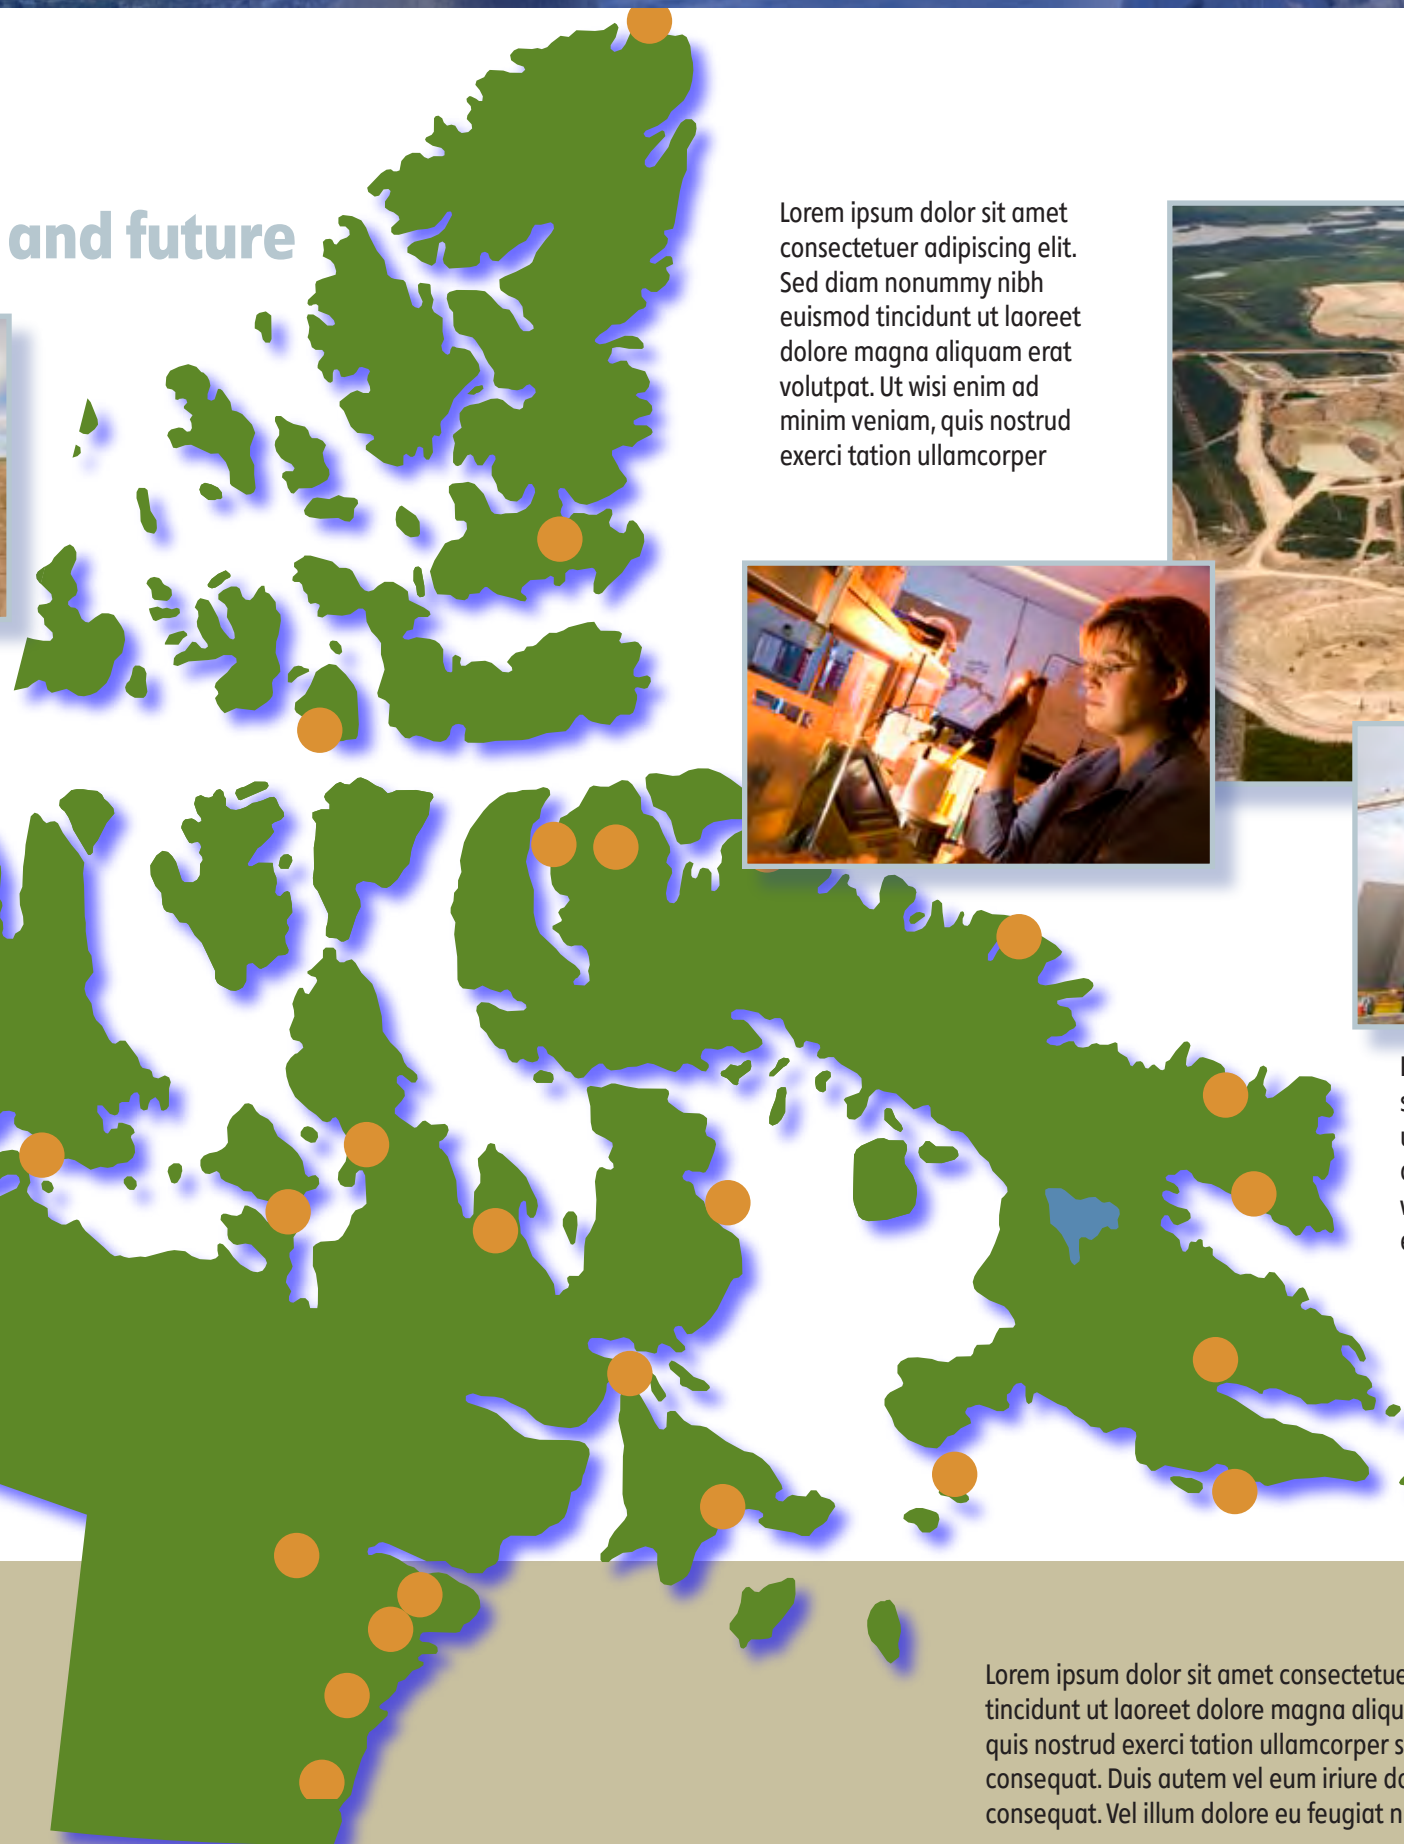 and future
Lorem ipsum dolor sit amet
consectetuer adipiscing elit.
Sed diam nonummy nibh
euismod tincidunt ut laoreet
dolore magna aliquam erat
volutpat. Ut wisi enim ad
minim veniam, quis nostrud
exerci tation ullamcorper
Lorem ipsum dolor sit amet consectetue
tincidunt ut laoreet dolore magna aliqu
quis nostrud exerci tation ullamcorper s
consequat. Duis autem vel eum iriure do
consequat. Vel illum dolore eu feugiat n